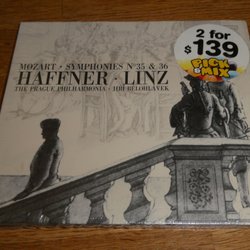 2 for
$139
PICK
& MIX
MOZART · SYMPHONIES N° 35 & 36
HAFFNER · LINZ
THE PRAGUE PHILHARMONIA · JIŘÍ BĚLOHLÁVEK